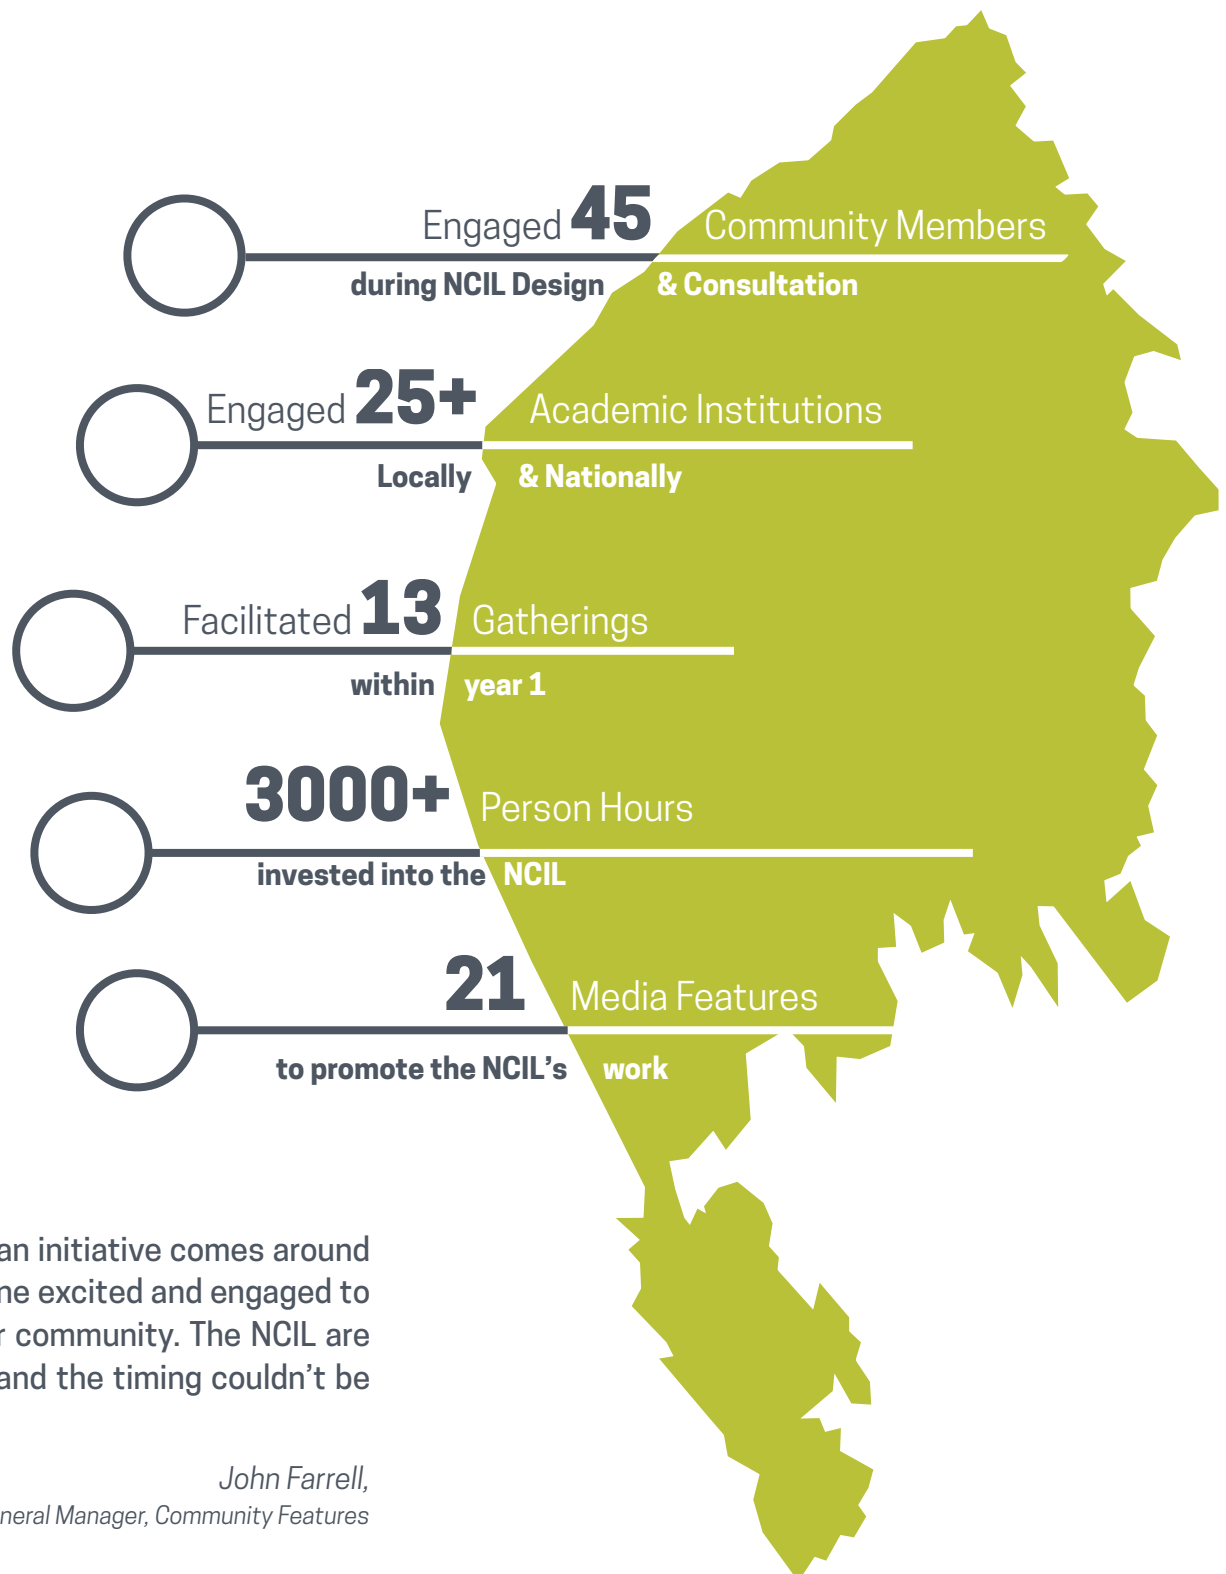 Engaged 45 Community Members
during NCIL Design & Consultation
Engaged 25+ Academic Institutions
Locally & Nationally
Facilitated 13 Gatherings
within year 1
3000+ Person Hours
invested into the NCIL
21 Media Features
to promote the NCIL’s work
an initiative comes around
ne excited and engaged to
r community. The NCIL are
and the timing couldn’t be
John Farrell,
neral Manager, Community Features